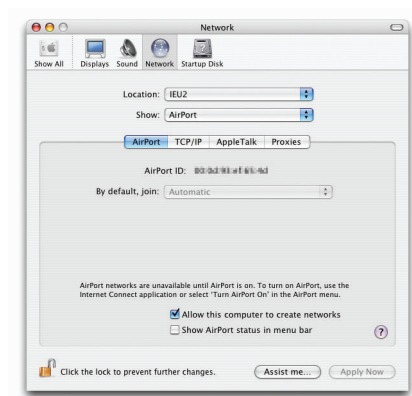 Network
Show All Displays Sound Network Startup Disk
Location: IEU2
Show: AirPort
AirPort TCP/IP AppleTalk Proxies
AirPort ID:
By default, join: Automatic
AirPort networks are unavailable until AirPort is on. To turn on AirPort, use the
Internet Connect application or select 'Turn AirPort On' in the AirPort menu.
Allow this computer to create networks
Show AirPort status in menu bar
?
Click the lock to prevent further changes. Assist me... Apply Now